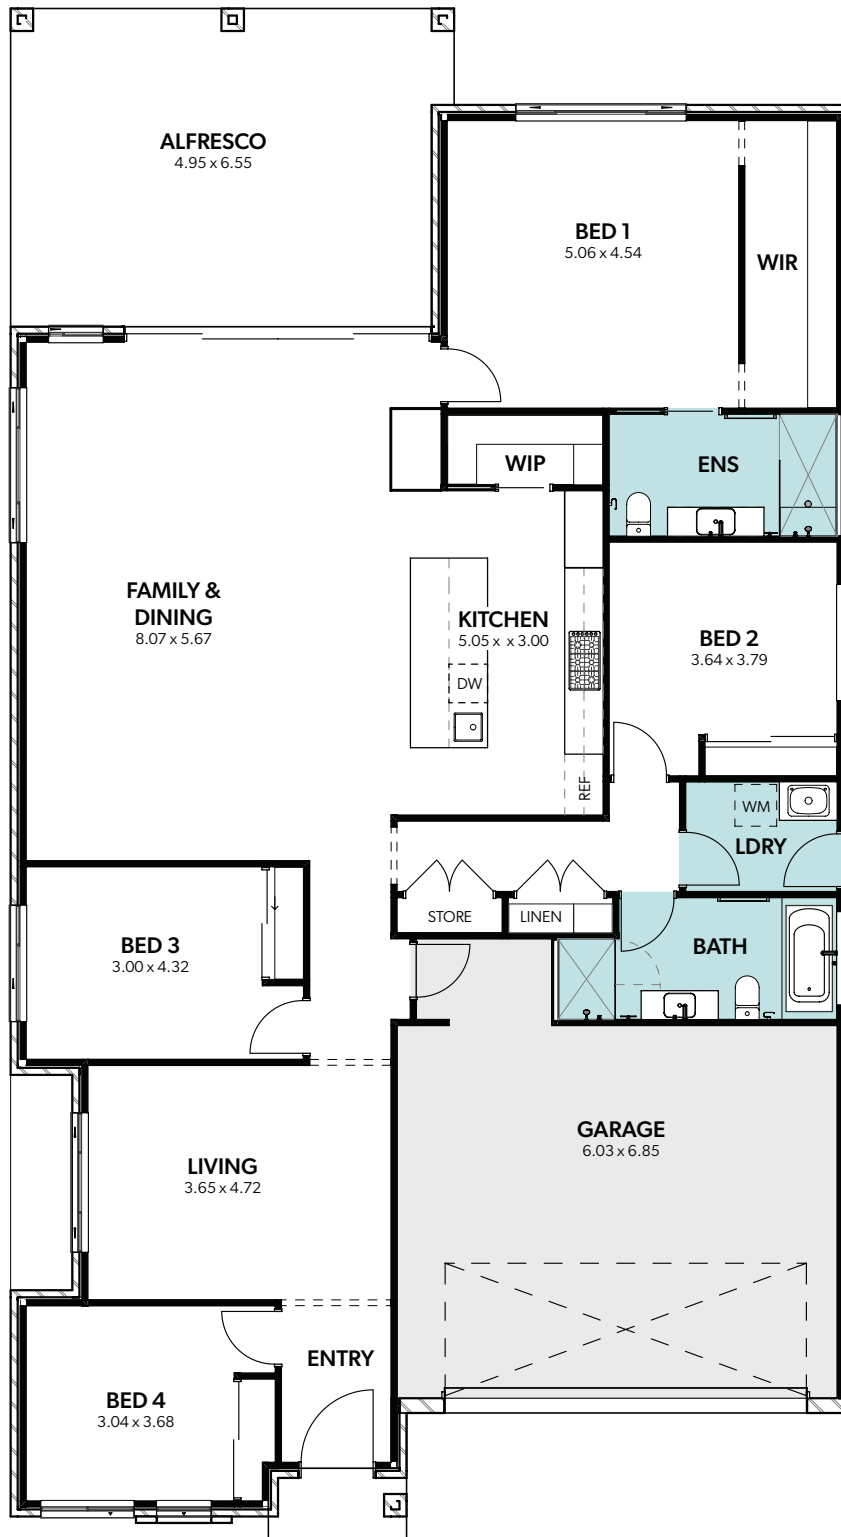 ALFRESCO
4.95 x 6.55
BED 1
5.06 x 4.54
WIR
WIP
ENS
FAMILY &
DINING
8.07 x 5.67
KITCHEN
5.05 x x 3.00
DW
REF
BED 2
3.64 x 3.79
WM
LDRY
STORE
LINEN
BATH
BED 3
3.00 x 4.32
GARAGE
6.03 x 6.85
LIVING
3.65 x 4.72
ENTRY
BED 4
3.04 x 3.68